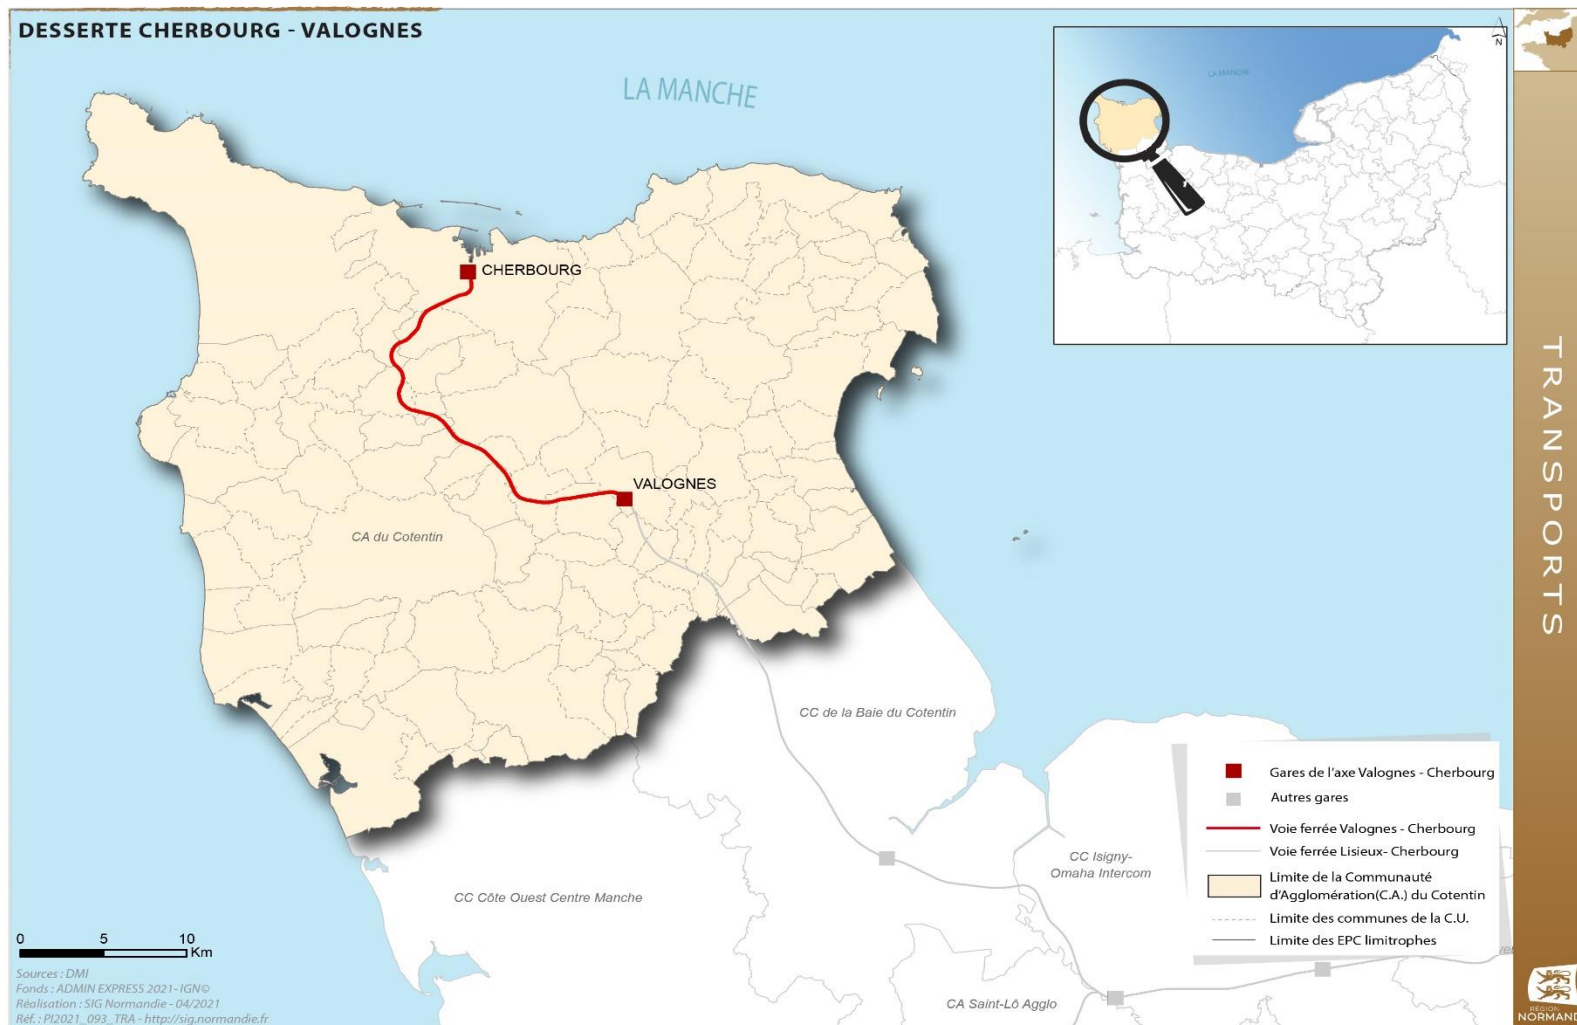 DESSERTE CHERBOURG - VALOGNES
LA MANCHE
LA MANCHE
N
CHERBOURG
VALOGNES
CA du Cotentin
CC de la Baie du Cotentin
CC Côte Ouest Centre Manche
CC Isigny-
Omaha Intercom
CA Saint-Lô Agglo
Gares de l'axe Valognes - Cherbourg
Autres gares
Voie ferrée Valognes - Cherbourg
Voie ferrée Lisieux- Cherbourg
Limite de la Communauté
d'Agglomération(C.A.) du Cotentin
Limite des communes de la C.U.
Limite des EPC limitrophes
0 5 10
Km
Sources : DMI
Fonds : ADMIN EXPRESS 2021- IGN©
Réalisation : SIG Normandie - 04/2021
Réf. : PI2021_093_TRA - http://sig.normandie.fr
TRANSPORTS
RÉGION
NORMAND